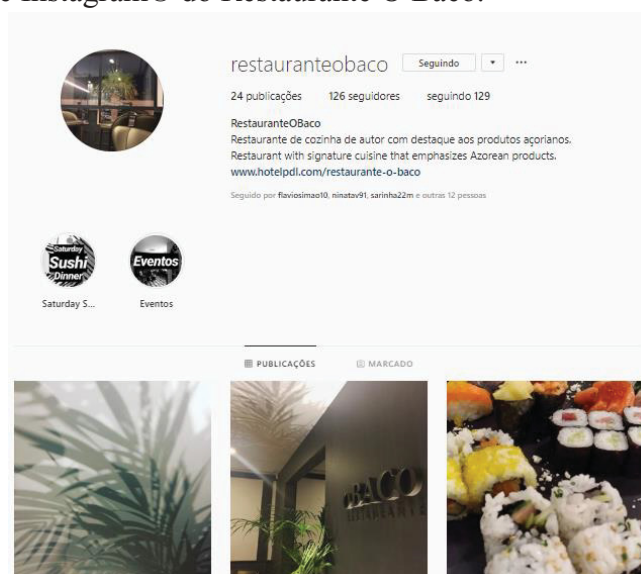 e Instagram© do Restaurante O Baco.
restauranteobaco Seguindo
24 publicações 126 seguidores seguindo 129
RestauranteOBaco
Restaurante de cozinha de autor com destaque aos produtos açorianos.
Restaurant with signature cuisine that emphasizes Azorean products.
www.hotelpdl.com/restaurante-o-baco
Seguido por flaviosimao10, ninatav91, sarinha22m e outras 12 pessoas
Saturday
Sushi
Dinner
Eventos
Saturday S... Eventos
PUBLICAÇÕES MARCADO
OBACO
RESTAURANTE